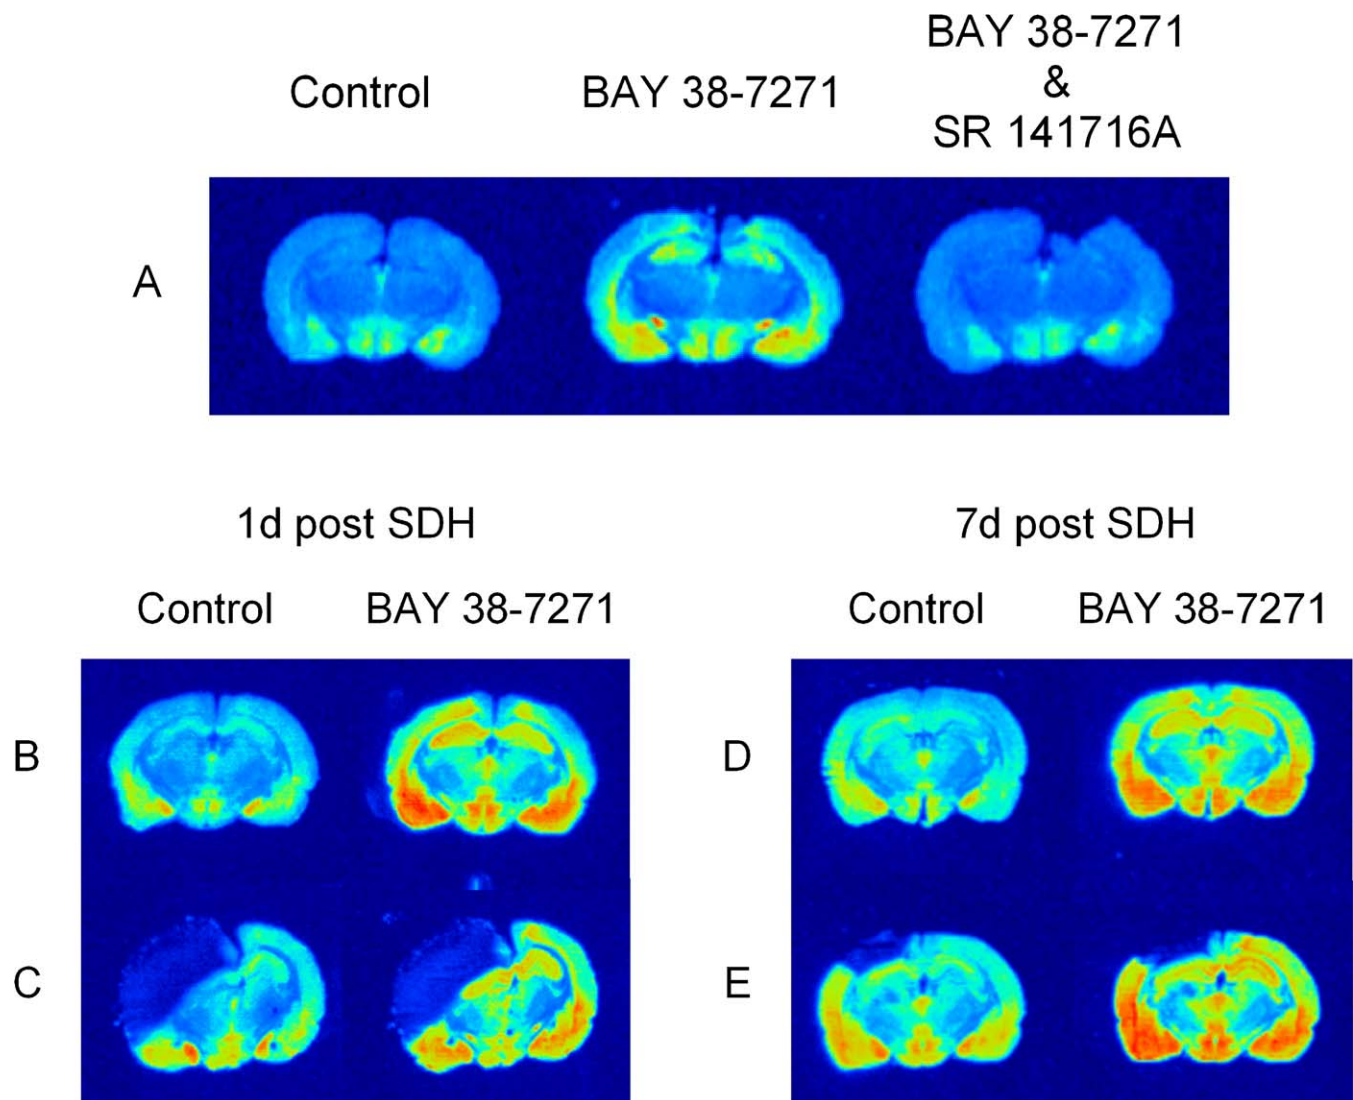 Control
BAY 38-7271
BAY 38-7271
&
SR 141716A
A
1d post SDH
7d post SDH
Control
BAY 38-7271
Control
BAY 38-7271
B
D
C
E